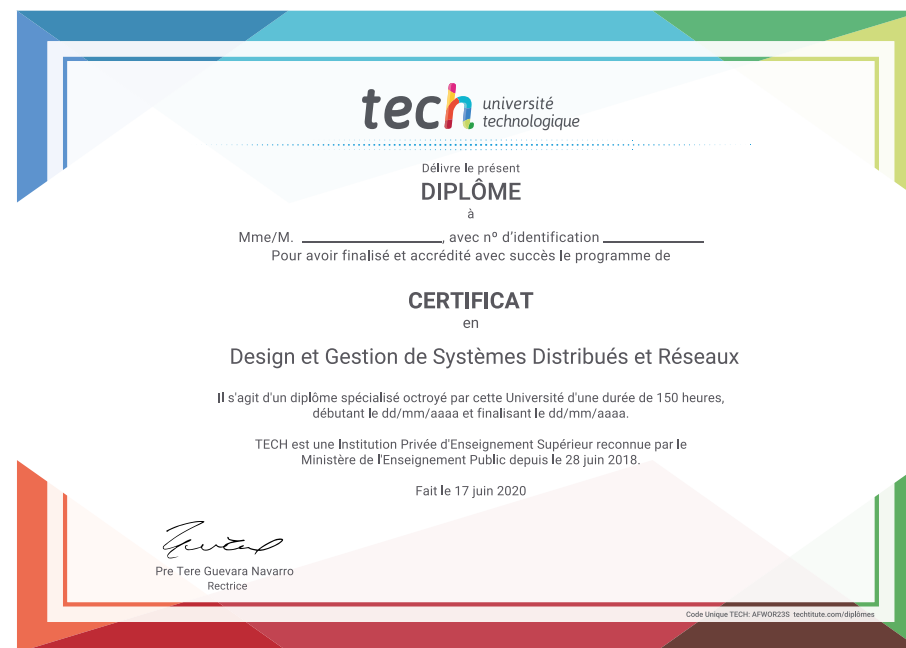 tech université
technologique
Délivre le présent
DIPLÔME
à
Mme/M. ____________________, avec nº d'identification ______________
Pour avoir finalisé et accrédité avec succès le programme de
CERTIFICAT
en
Design et Gestion de Systèmes Distribués et Réseaux
Il s'agit d'un diplôme spécialisé octroyé par cette Université d'une durée de 150 heures,
débutant le dd/mm/aaaa et finalisant le dd/mm/aaaa.
TECH est une Institution Privée d'Enseignement Supérieur reconnue par le
Ministère de l'Enseignement Public depuis le 28 juin 2018.
Fait le 17 juin 2020
Pre Tere Guevara Navarro
Rectrice
Code Unique TECH: AFWOR23S techtitute.com/diplômes